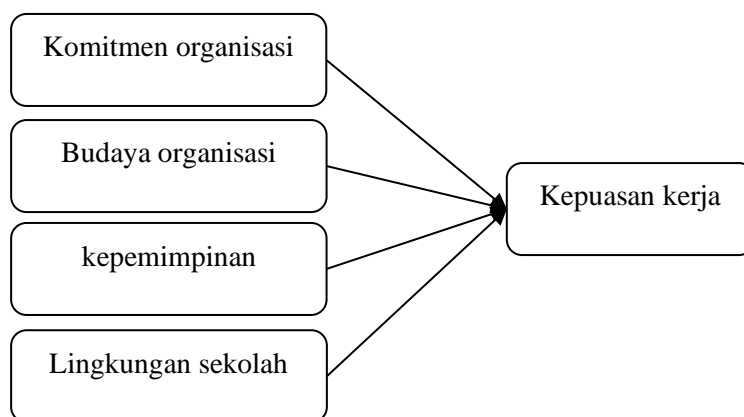 Komitmen organisasi
Budaya organisasi
Kepuasan kerja
kepemimpinan
Lingkungan sekolah